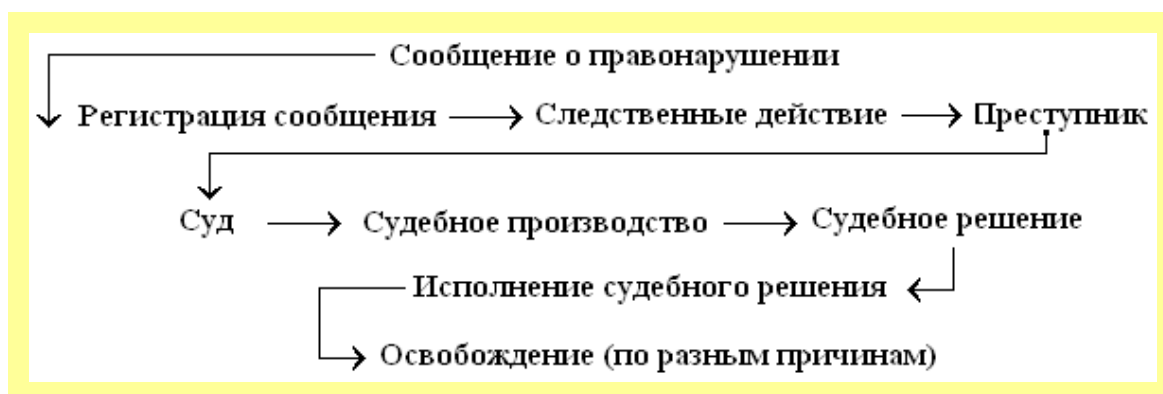 Сообщение о правонарушении
Регистрация сообщения Следственные действие Преступник
Суд Судебное производство Судебное решение
Исполнение судебного решения
Освобождение (по разным причинам)